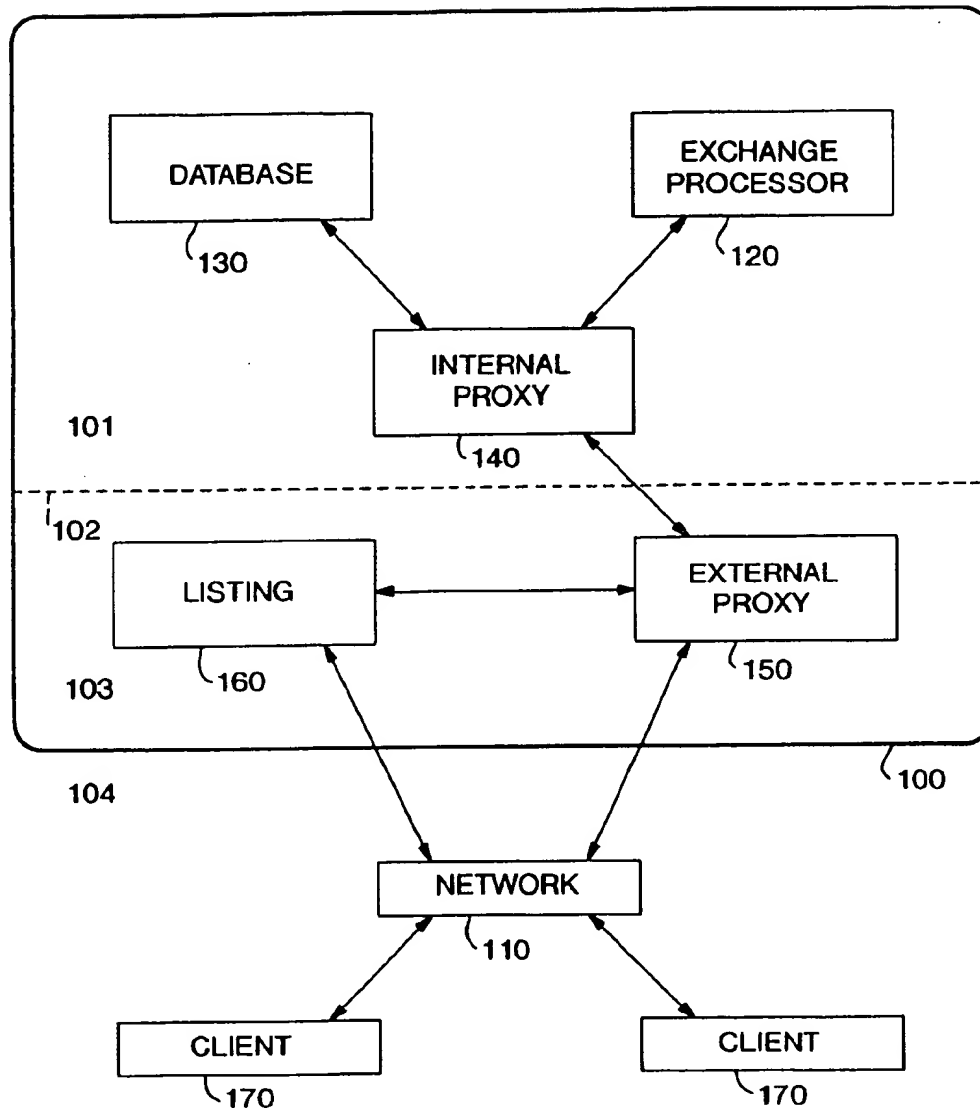 DATABASE
130
EXCHANGE
PROCESSOR
120
INTERNAL
PROXY
140
101
102
LISTING
160
EXTERNAL
PROXY
150
103
100
104
NETWORK
110
CLIENT
170
CLIENT
170